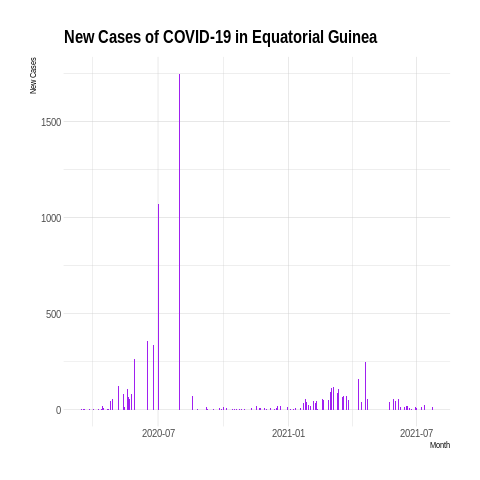 New Cases of COVID-19 in Equatorial Guinea
New Cases
1500
1000
500
0
2020-07 2021-01 2021-07
Month